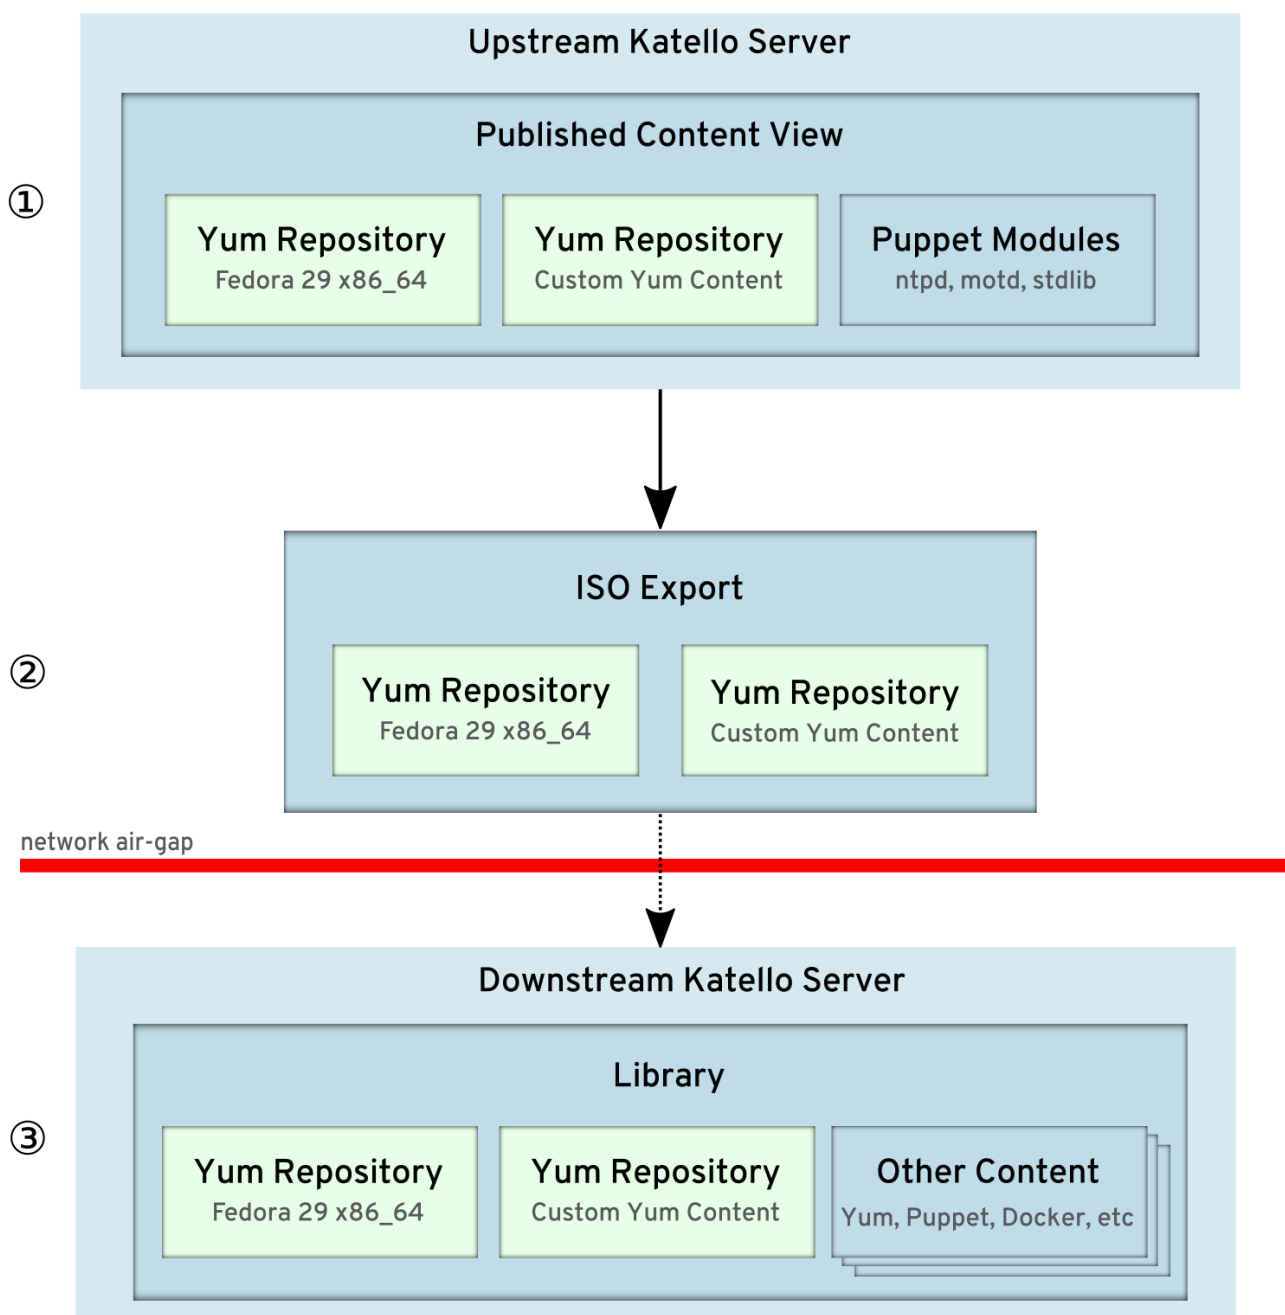 Upstream Katello Server
Published Content View
①
Yum Repository
Fedora 29 x86_64
Yum Repository
Custom Yum Content
Puppet Modules
ntpd, motd, stdlib
ISO Export
②
Yum Repository
Fedora 29 x86_64
Yum Repository
Custom Yum Content
network air-gap
Downstream Katello Server
Library
③
Yum Repository
Fedora 29 x86_64
Yum Repository
Custom Yum Content
Other Content
Yum, Puppet, Docker, etc